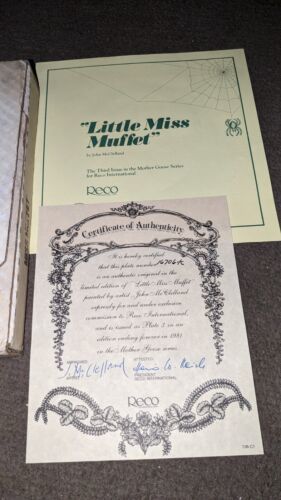 "Little Miss
Muffet"
by John McClelland
The Third Issue in the Mother Goose Series
for Reco International
Reco
Certificate of Authenticity
It is hereby certified
that this plate number
is an authentic original in the
limited edition of "Little Miss Muffet"
painted by artist John McClelland
expressly for and under exclusive
commission to Reco International,
and is issued as Plate 3 in an
edition ending forever in 1981
in the Mother Goose series.
ATTESTED:
J McClelland
ARTIST
PRESIDENT
RECO INTERNATIONAL
Reco